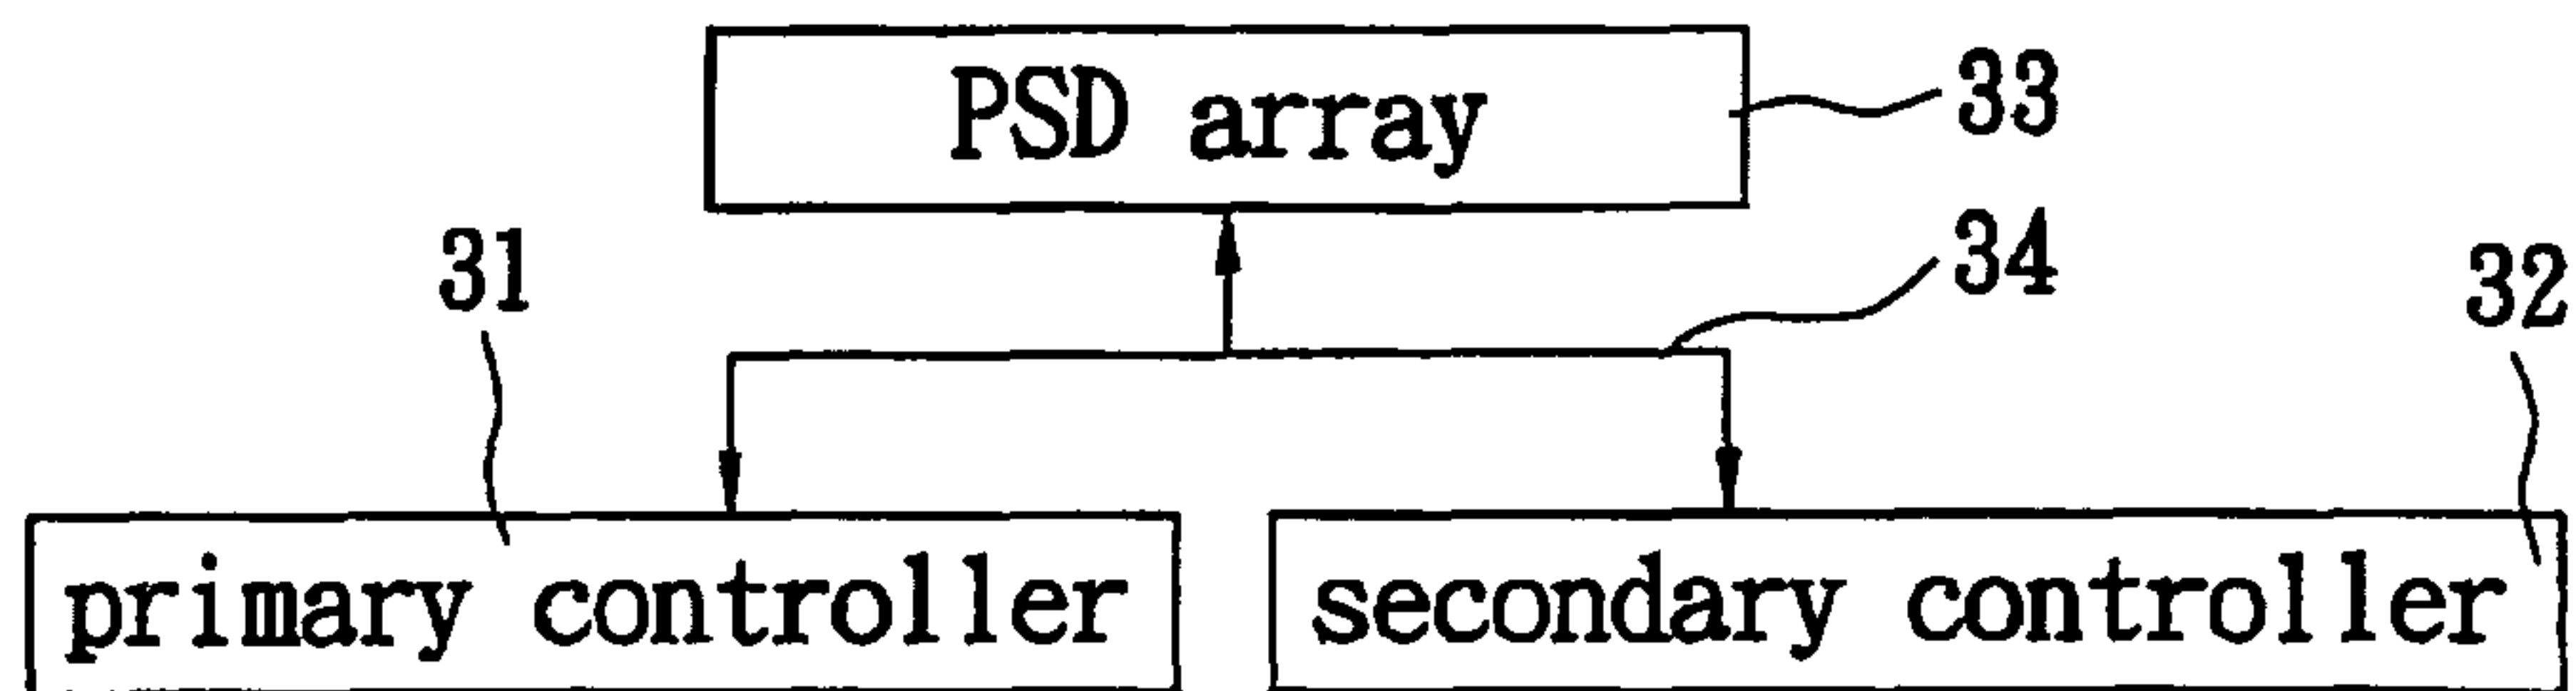 PSD array
33
31
34
32
primary controller
secondary controller